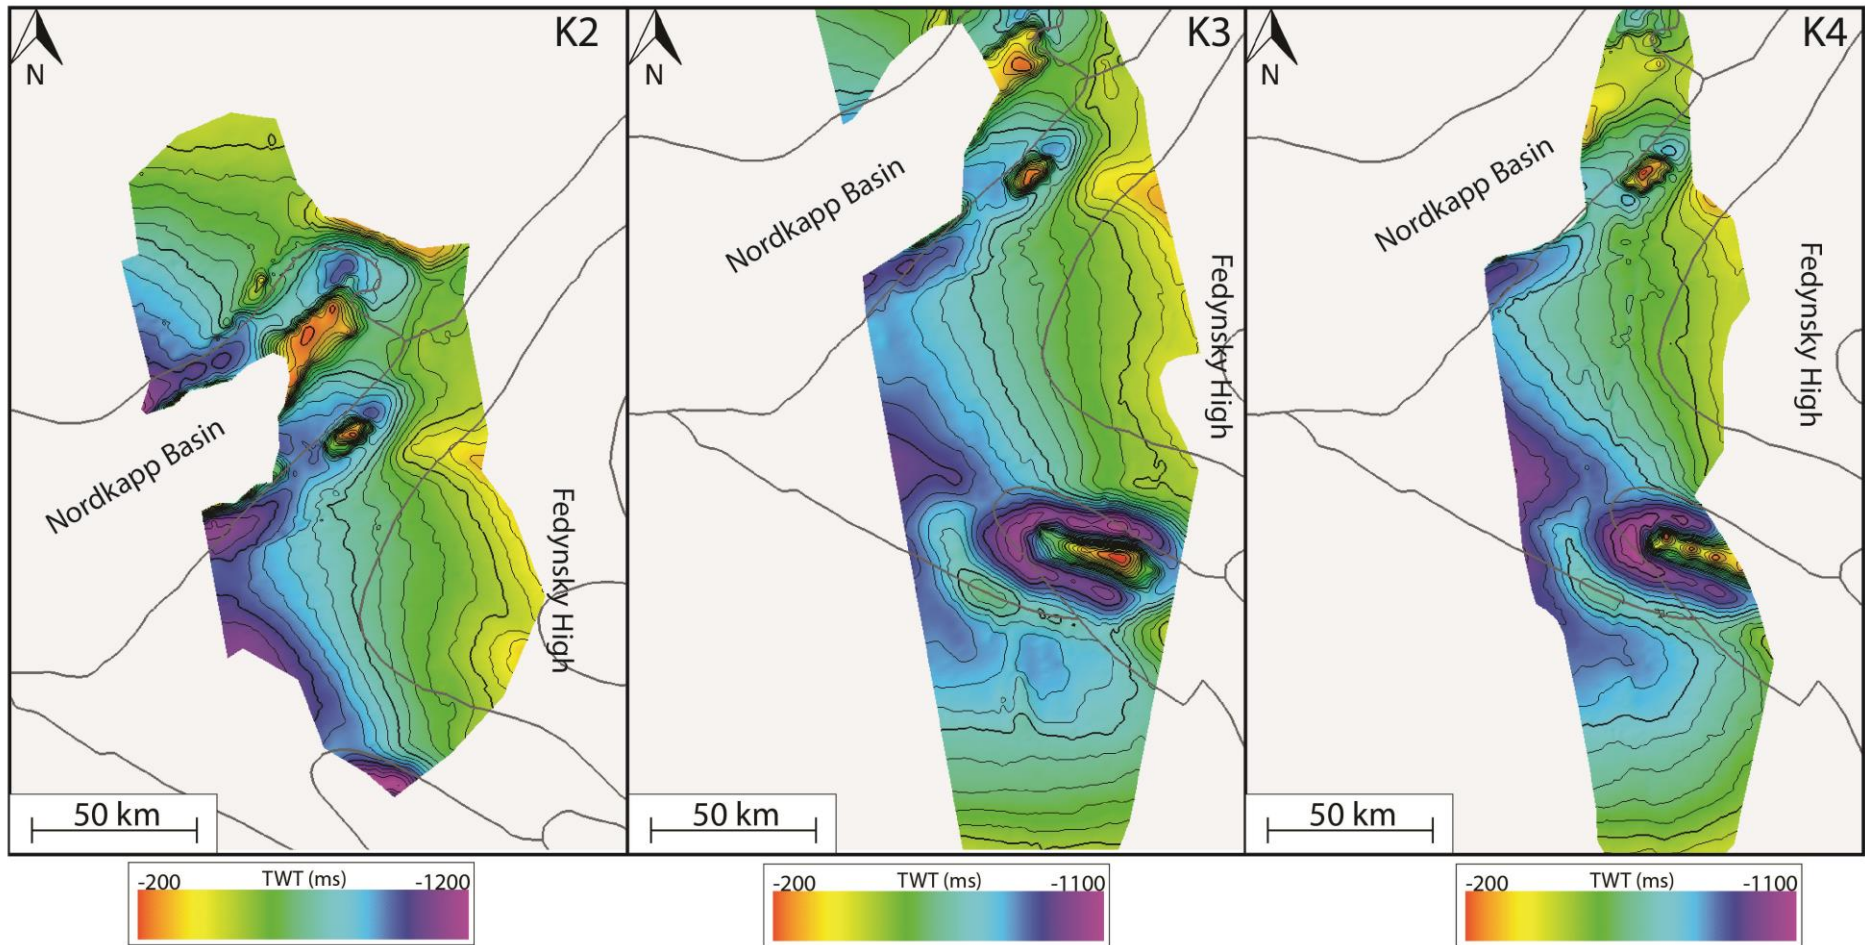 K2
N
Nordkapp Basin
Fedynsky High
50 km
-200 TWT (ms) -1200
K3
N
Nordkapp Basin
Fedynsky High
50 km
-200 TWT (ms) -1100
K4
N
Nordkapp Basin
Fedynsky High
50 km
-200 TWT (ms) -1100